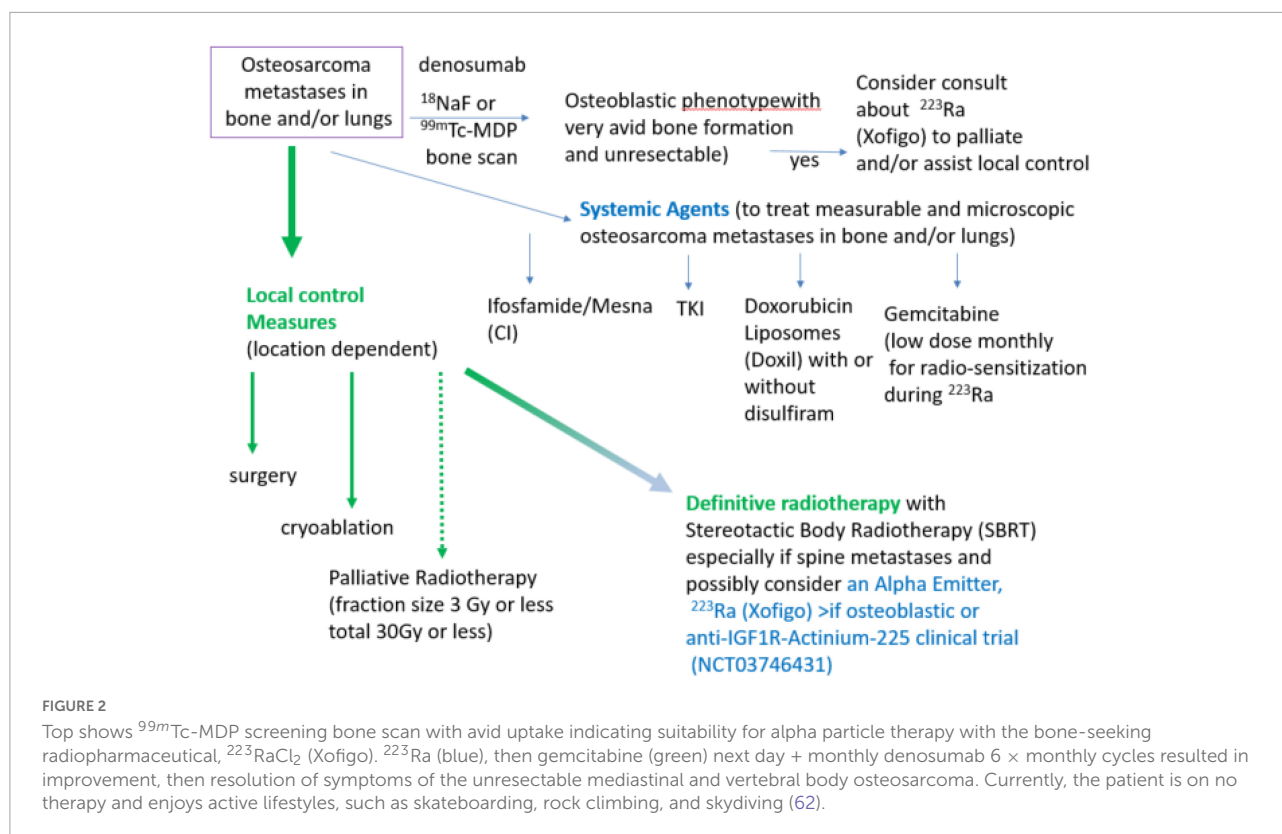 Osteosarcoma
metastases in
bone and/or lungs
denosumab
¹⁸NaF or
⁹⁹ᵐTc-MDP
bone scan
Osteoblastic phenotypewith
very avid bone formation
and unresectable)
yes
Consider consult
about ²²³Ra
(Xofigo) to palliate
and/or assist local control
Systemic Agents (to treat measurable and microscopic
osteosarcoma metastases in bone and/or lungs)
Ifosfamide/Mesna
(CI)
TKI
Doxorubicin
Liposomes
(Doxil) with or
without
disulfiram
Gemcitabine
(low dose monthly
for radio-sensitization
during ²²³Ra
Local control
Measures
(location dependent)
surgery
cryoablation
Palliative Radiotherapy
(fraction size 3 Gy or less
total 30Gy or less)
Definitive radiotherapy with
Stereotactic Body Radiotherapy (SBRT)
especially if spine metastases and
possibly consider an Alpha Emitter,
²²³Ra (Xofigo) >if osteoblastic or
anti-IGF1R-Actinium-225 clinical trial
(NCT03746431)
FIGURE 2
Top shows ⁹⁹ᵐTc-MDP screening bone scan with avid uptake indicating suitability for alpha particle therapy with the bone-seeking
radiopharmaceutical, ²²³RaCl₂ (Xofigo). ²²³Ra (blue), then gemcitabine (green) next day + monthly denosumab 6 × monthly cycles resulted in
improvement, then resolution of symptoms of the unresectable mediastinal and vertebral body osteosarcoma. Currently, the patient is on no
therapy and enjoys active lifestyles, such as skateboarding, rock climbing, and skydiving (62).